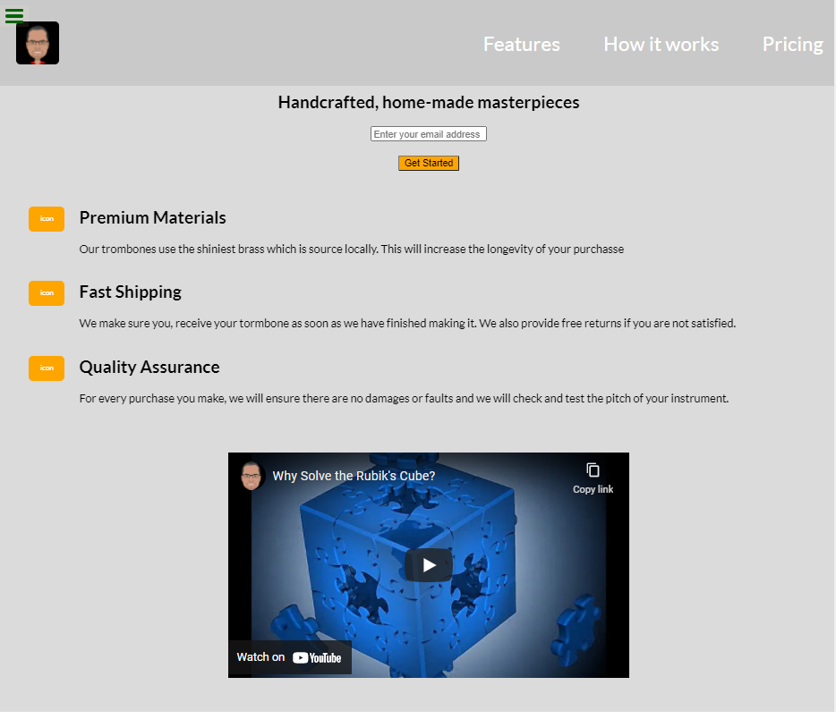 Features How it works Pricing
Handcrafted, home-made masterpieces
Enter your email address
Get Started
icon Premium Materials
Our trombones use the shiniest brass which is source locally. This will increase the longevity of your purchasse
icon Fast Shipping
We make sure you, receive your tormbone as soon as we have finished making it. We also provide free returns if you are not satisfied.
icon Quality Assurance
For every purchase you make, we will ensure there are no damages or faults and we will check and test the pitch of your instrument.
Why Solve the Rubik's Cube?
Copy link
Watch on YouTube